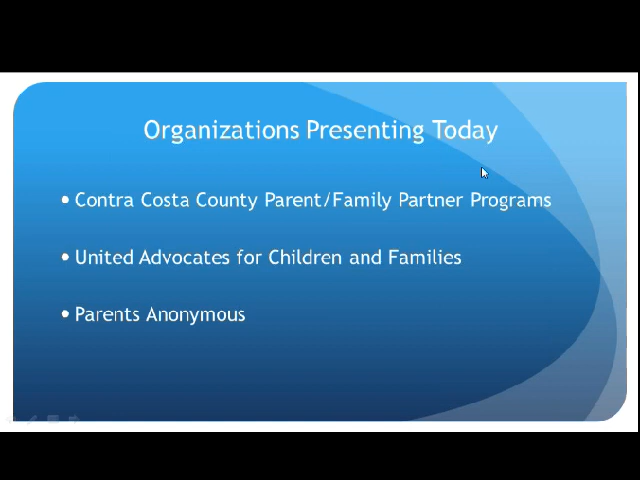 Organizations Presenting Today
• Contra Costa County Parent/Family Partner Programs
• United Advocates for Children and Families
• Parents Anonymous